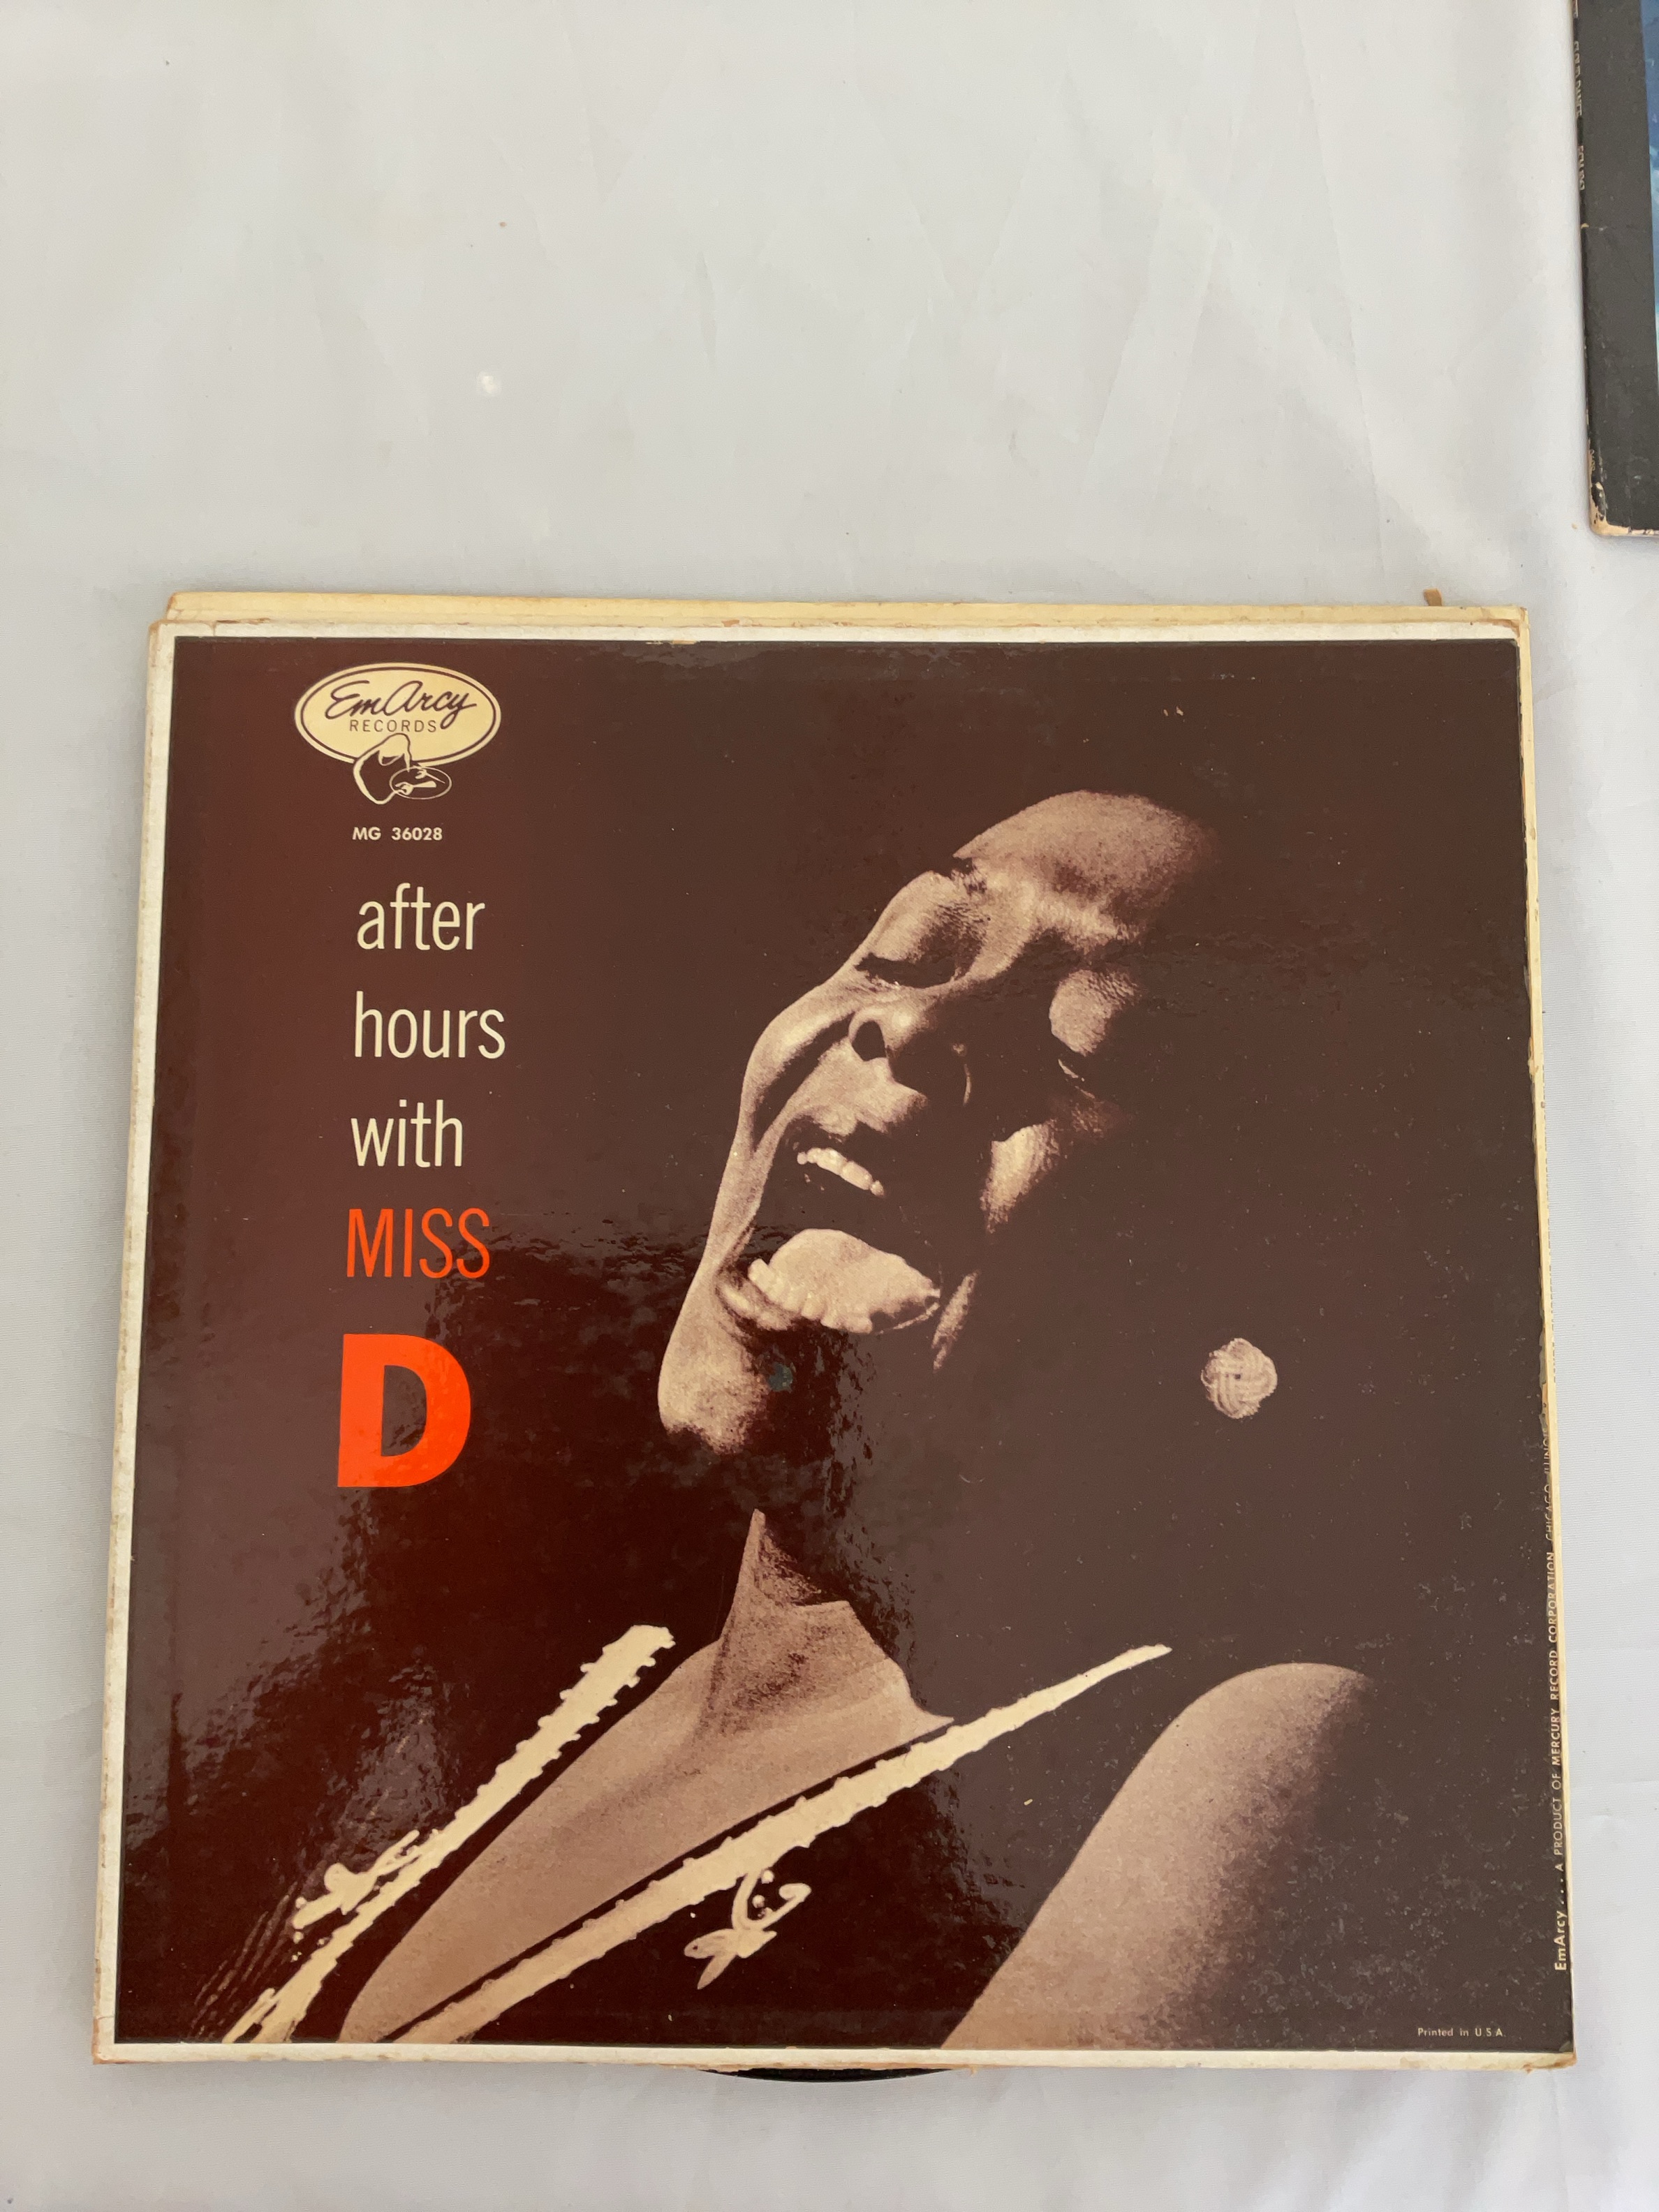 EmArcy
RECORDS
MG 36028
after
hours
with
MISS
D
EmArcy . . . A PRODUCT OF MERCURY RECORD CORPORATION, CHICAGO, ILLINOIS
Printed in U.S.A.